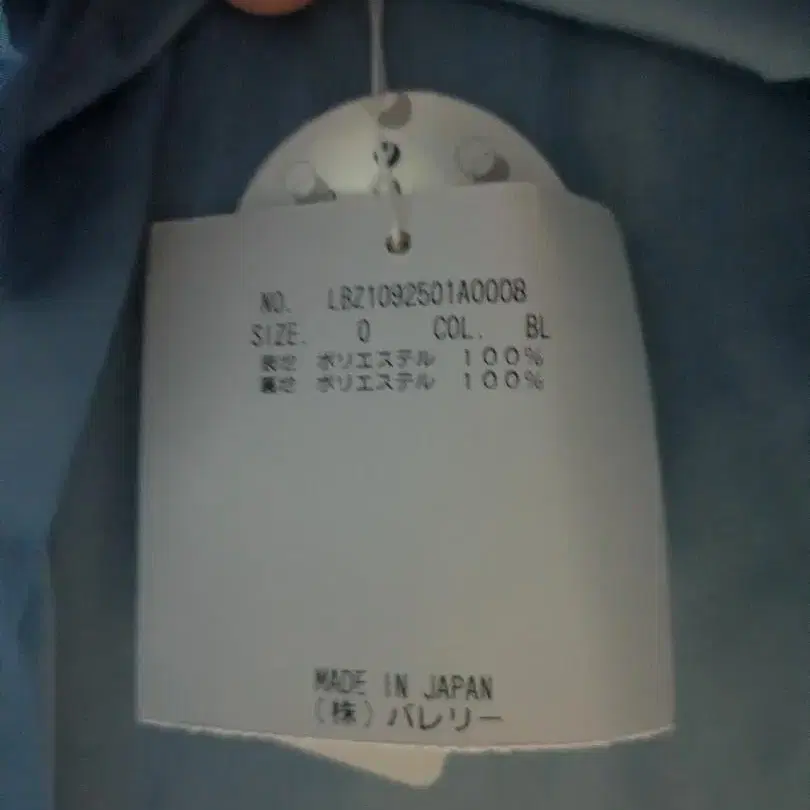 NO. LBZ1092501A0008
SIZE. 0 COL. BL
表地 ポリエステル 100%
裏地 ポリエステル 100%
MADE IN JAPAN
(株)バレリー